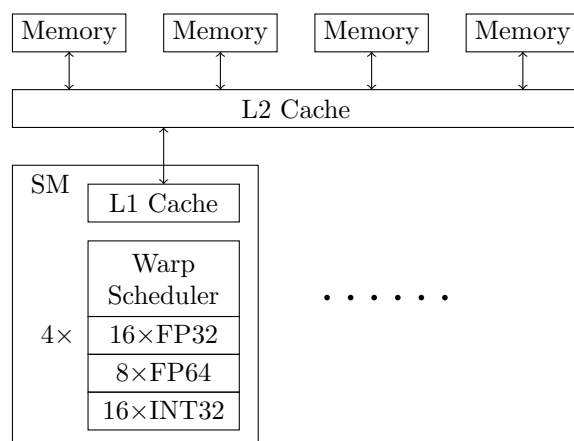 Memory Memory Memory Memory
L2 Cache
SM
L1 Cache
Warp
Scheduler
4× 16×FP32
8×FP64
16×INT32